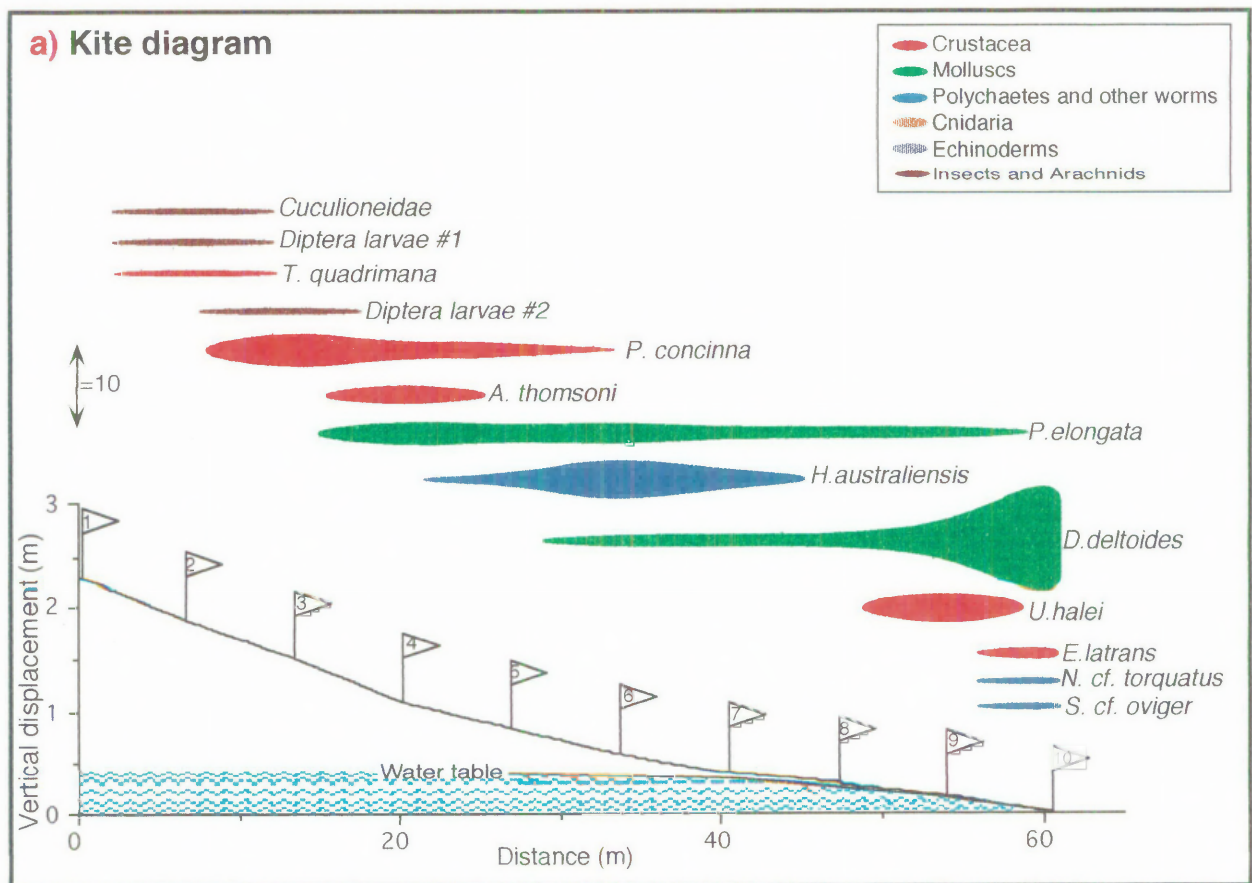 a) Kite diagram
Crustacea
Molluscs
Polychaetes and other worms
Cnidaria
Echinoderms
Insects and Arachnids
Cuculioneidae
Diptera larvae #1
T. quadrimana
Diptera larvae #2
P. concinna
=10
A. thomsoni
P.elongata
H.australiensis
D.deltoides
U.halei
E.latrans
N. cf. torquatus
S. cf. oviger
Vertical displacement (m)
3
2
1
0
1
2
3
4
5
6
7
8
9
10
Water table
0
20
40
60
Distance (m)